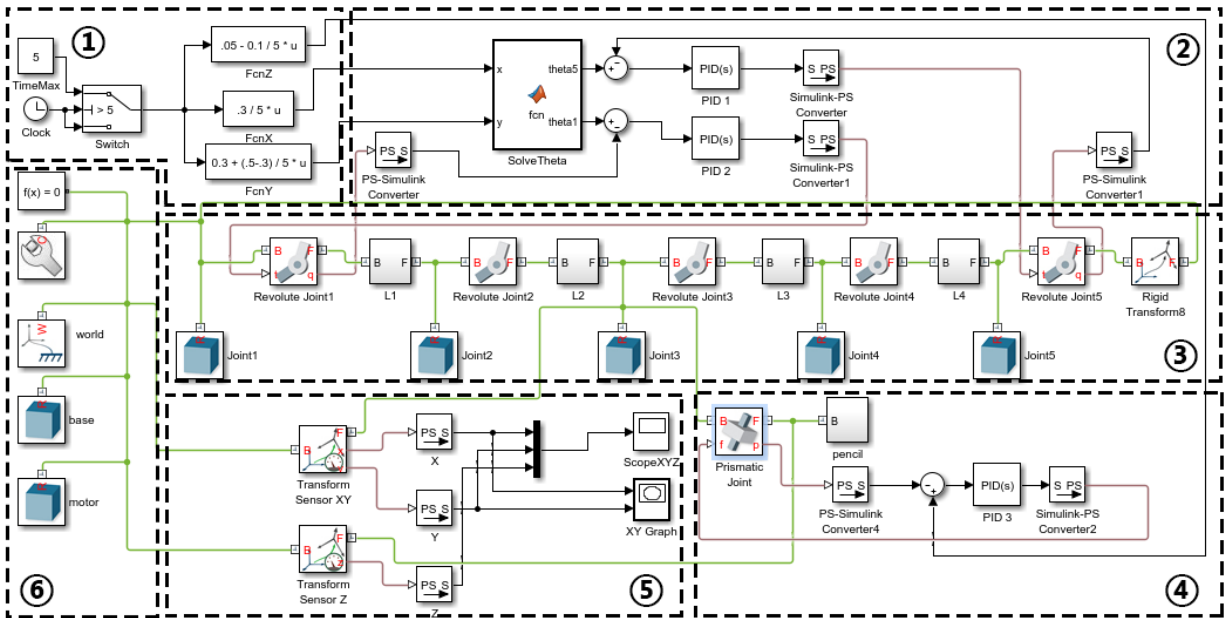 ①
5
TimeMax
Clock
> 5
Switch
.05 - 0.1 / 5 * u
FcnZ
.3 / 5 * u
FcnX
0.3 + (.5-.3) / 5 * u
FcnY
②
x
y
fcn
theta5
theta1
SolveTheta
+
-
+
-
PID(s)
PID 1
PID(s)
PID 2
S PS
Simulink-PS
Converter
S PS
Simulink-PS
Converter1
PS S
PS-Simulink
Converter
PS S
PS-Simulink
Converter1
f(x) = 0
W
world
R
base
R
motor
⑥
B
F
t
q
Revolute Joint1
B
F
L1
B
F
Revolute Joint2
B
F
L2
B
F
Revolute Joint3
B
F
L3
B
F
Revolute Joint4
B
F
L4
B
F
t
q
Revolute Joint5
B
F
Rigid
Transform8
R
Joint1
R
Joint2
R
Joint3
R
Joint4
R
Joint5
③
B
F
x
y
Transform
Sensor XY
B
F
z
Transform
Sensor Z
PS S
X
PS S
Y
PS S
Z
ScopeXYZ
XY Graph
⑤
B
F
f
p
Prismatic
Joint
B
pencil
PS S
PS-Simulink
Converter4
-
+
PID(s)
PID 3
S PS
Simulink-PS
Converter2
④